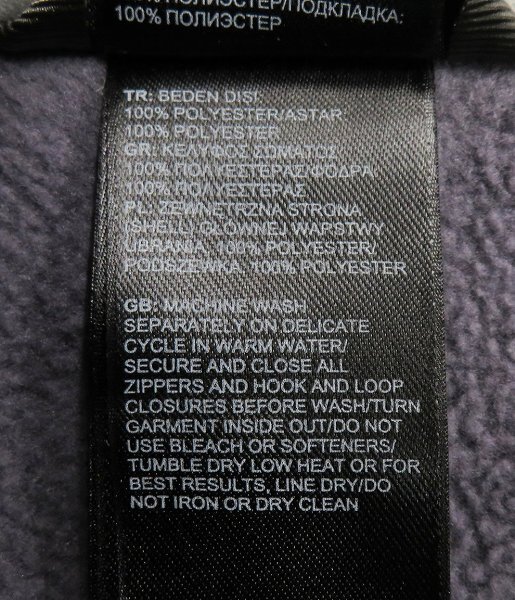 100% ПОЛИЭСТЕР/ПОДКЛАДКА:
100% ПОЛИЭСТЕР
TR: BEDEN DIŞI
100% POLYESTER/ASTAR
100% POLYESTER
GR: ΚΕΛΥΦΟΣ ΣΩΜΑΤΟΣ
100% ΠΟΛΥΕΣΤΕΡΑΣ/ΦΟΔΡΑ
100% ΠΟΛΥΕΣΤΕΡΑΣ
PL: ZEWNĘTRZNA STRONA
(SHELL) GŁÓWNEJ WARSTWY
UBRANIA: 100% POLYESTER/
PODSZEWKA: 100% POLYESTER
GB: MACHINE WASH
SEPARATELY ON DELICATE
CYCLE IN WARM WATER/
SECURE AND CLOSE ALL
ZIPPERS AND HOOK AND LOOP
CLOSURES BEFORE WASH/TURN
GARMENT INSIDE OUT/DO NOT
USE BLEACH OR SOFTENERS/
TUMBLE DRY LOW HEAT OR FOR
BEST RESULTS, LINE DRY/DO
NOT IRON OR DRY CLEAN